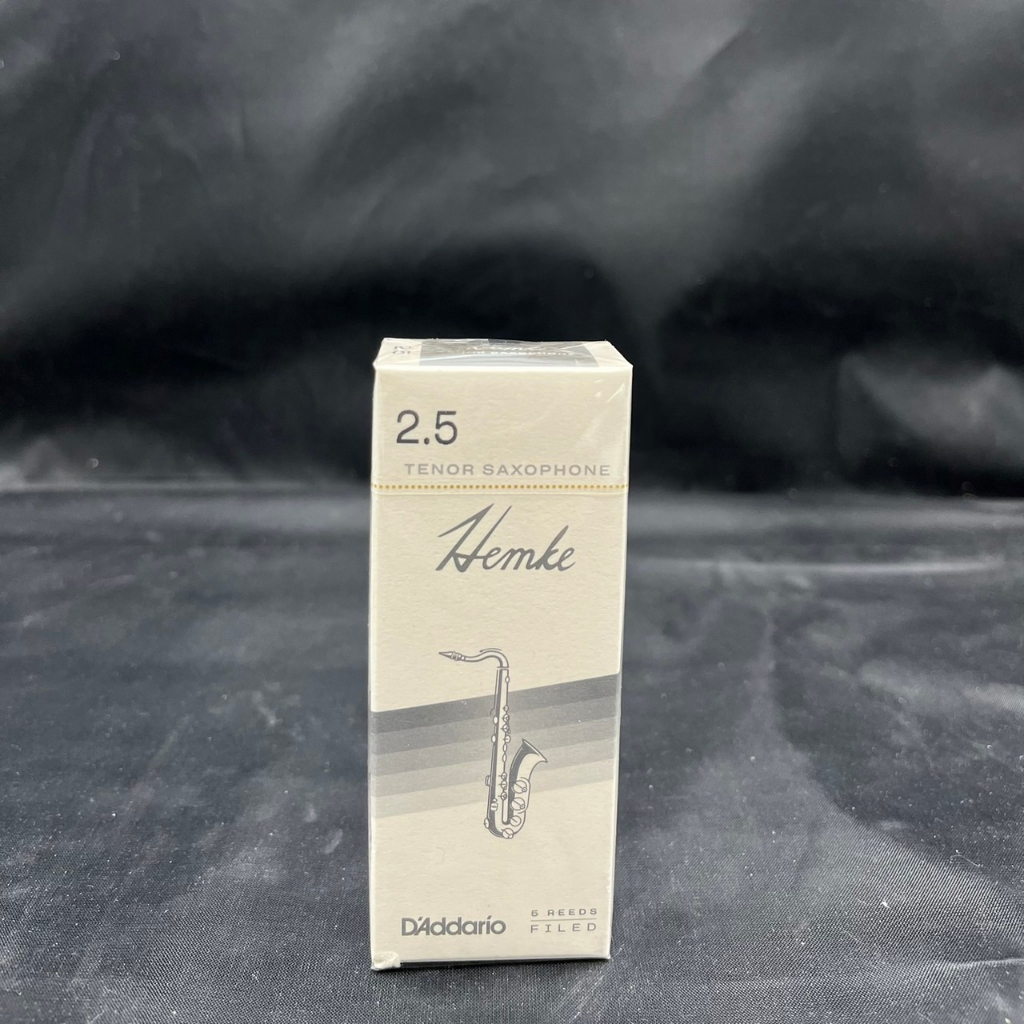 2.5
TENOR SAXOPHONE
Hemke
D'Addario
5 REEDS
FILED